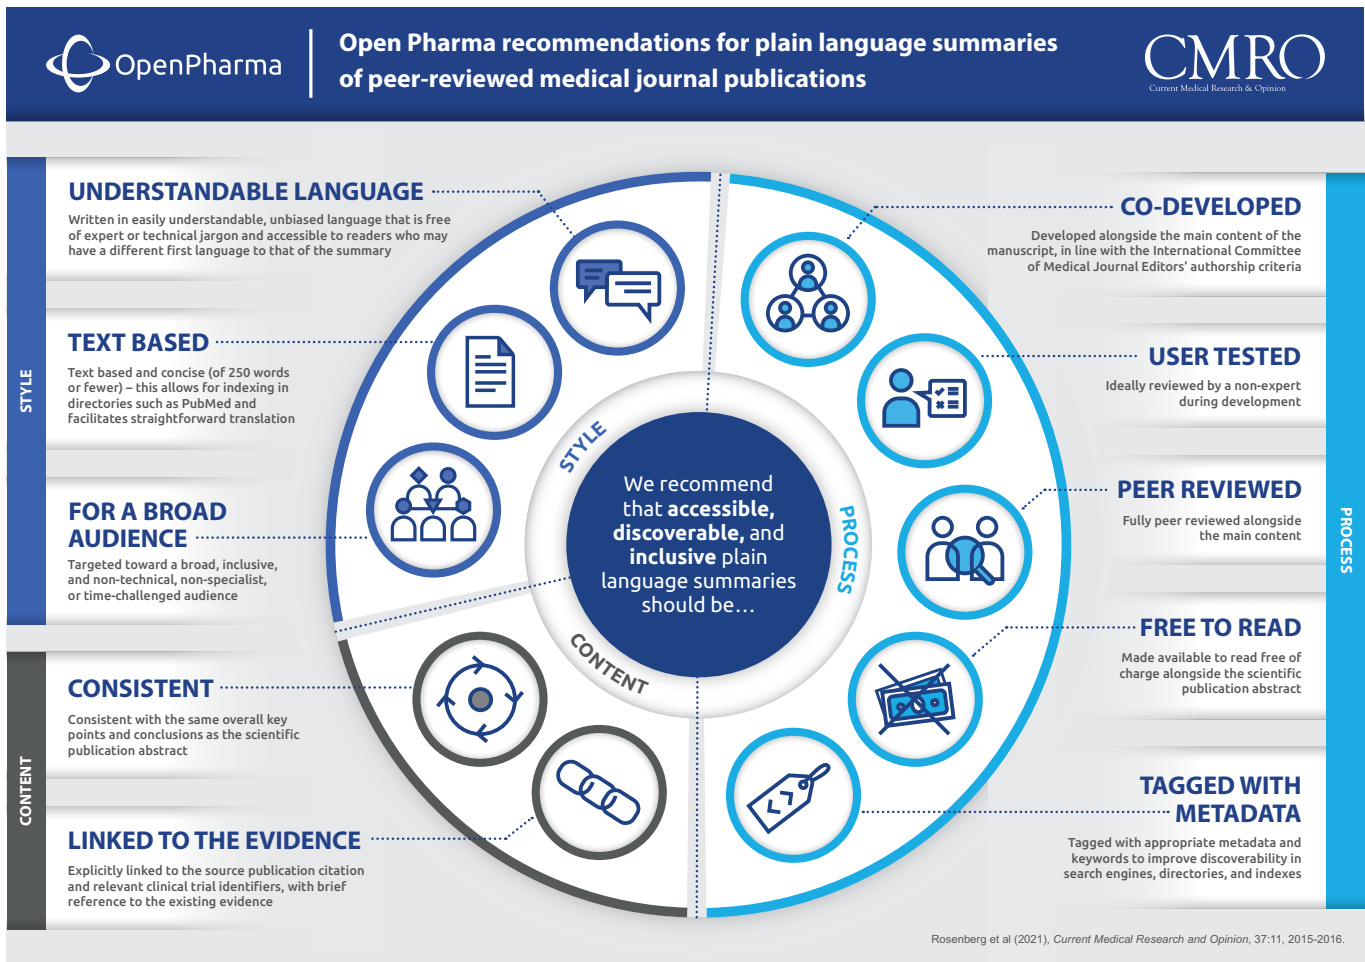 OpenPharma
Open Pharma recommendations for plain language summaries
of peer-reviewed medical journal publications
CMRO
Current Medical Research & Opinion
STYLE
UNDERSTANDABLE LANGUAGE
Written in easily understandable, unbiased language that is free
of expert or technical jargon and accessible to readers who may
have a different first language to that of the summary
TEXT BASED
Text based and concise (of 250 words
or fewer) – this allows for indexing in
directories such as PubMed and
facilitates straightforward translation
FOR A BROAD
AUDIENCE
Targeted toward a broad, inclusive,
and non-technical, non-specialist,
or time-challenged audience
CONTENT
CONSISTENT
Consistent with the same overall key
points and conclusions as the scientific
publication abstract
LINKED TO THE EVIDENCE
Explicitly linked to the source publication citation
and relevant clinical trial identifiers, with brief
reference to the existing evidence
STYLE
PROCESS
CONTENT
We recommend
that accessible,
discoverable, and
inclusive plain
language summaries
should be...
PROCESS
CO-DEVELOPED
Developed alongside the main content of the
manuscript, in line with the International Committee
of Medical Journal Editors’ authorship criteria
USER TESTED
Ideally reviewed by a non-expert
during development
PEER REVIEWED
Fully peer reviewed alongside
the main content
FREE TO READ
Made available to read free of
charge alongside the scientific
publication abstract
TAGGED WITH
METADATA
Tagged with appropriate metadata and
keywords to improve discoverability in
search engines, directories, and indexes
Rosenberg et al (2021), Current Medical Research and Opinion, 37:11, 2015-2016.